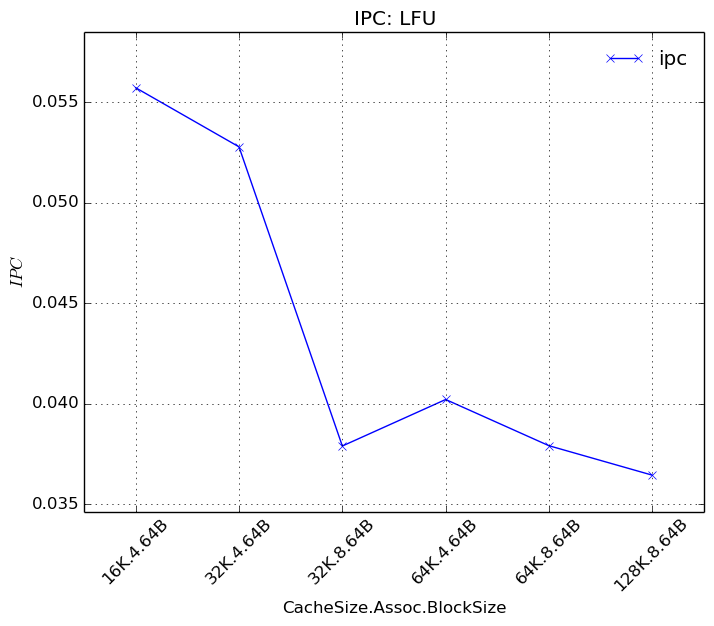 IPC: LFU
ipc
0.055
0.050
0.045
0.040
0.035
IPC
16K.4.64B
32K.4.64B
32K.8.64B
64K.4.64B
64K.8.64B
128K.8.64B
CacheSize.Assoc.BlockSize